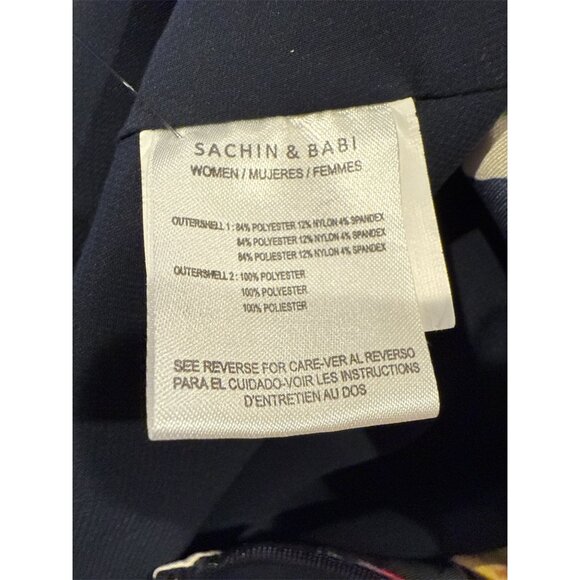 SACHIN & BABI
WOMEN / MUJERES / FEMMES
OUTERSHELL 1 : 84% POLYESTER 12% NYLON 4% SPANDEX
84% POLYESTER 12% NYLON 4% SPANDEX
84% POLIESTER 12% NYLON 4% SPANDEX
OUTERSHELL 2 : 100% POLYESTER
100% POLYESTER
100% POLIESTER
SEE REVERSE FOR CARE-VER AL REVERSO
PARA EL CUIDADO-VOIR LES INSTRUCTIONS
D'ENTRETIEN AU DOS